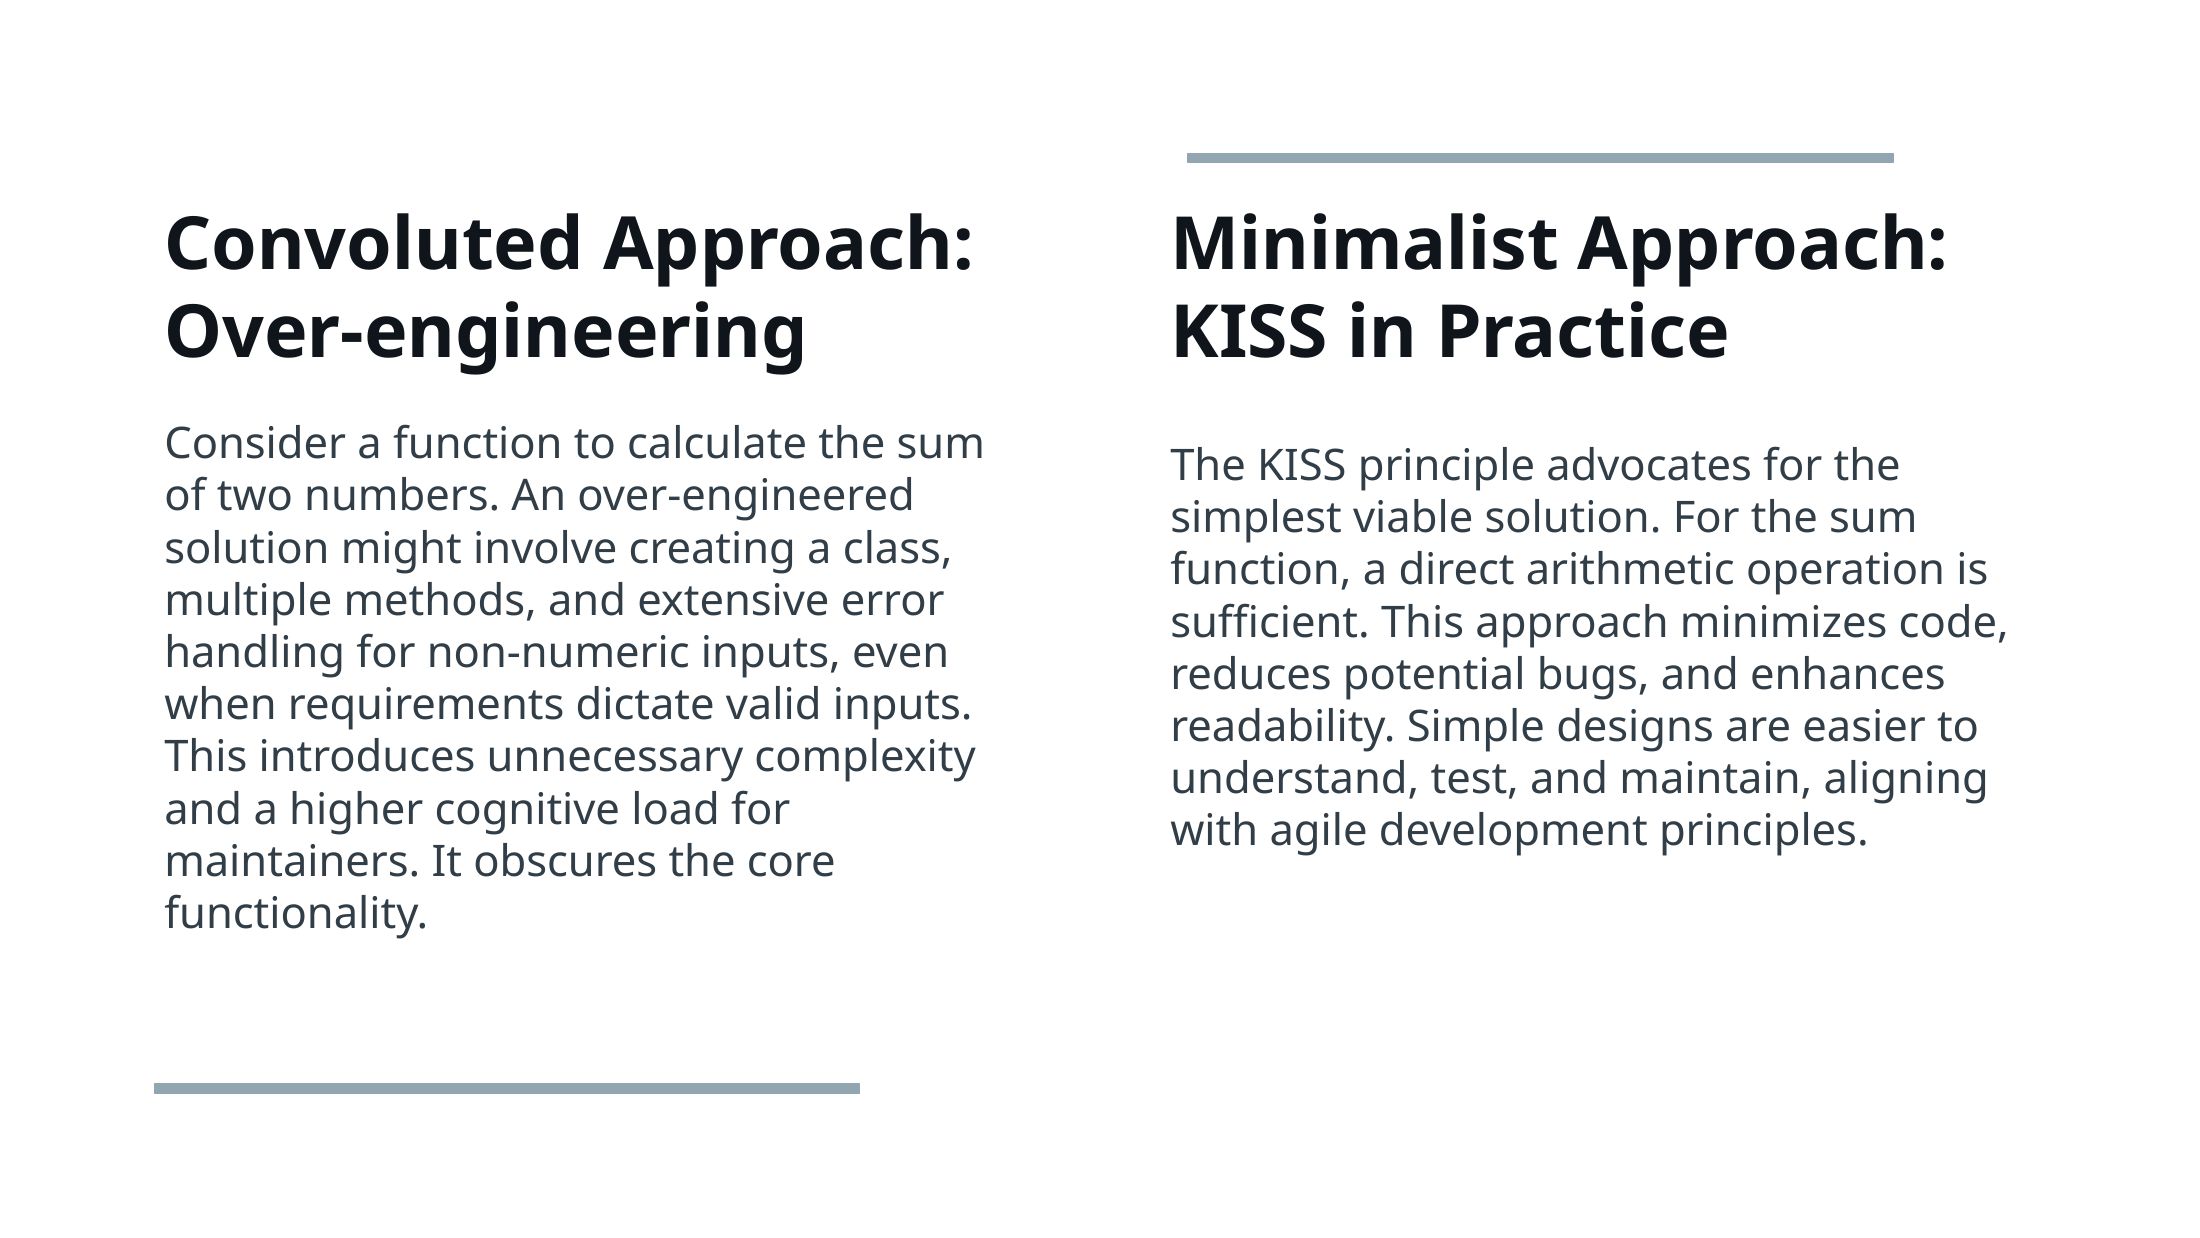 Convoluted Approach:
Over-engineering
Consider a function to calculate the sum
of two numbers. An over-engineered
solution might involve creating a class,
multiple methods, and extensive error
handling for non-numeric inputs, even
when requirements dictate valid inputs.
This introduces unnecessary complexity
and a higher cognitive load for
maintainers. It obscures the core
functionality.
Minimalist Approach:
KISS in Practice
The KISS principle advocates for the
simplest viable solution. For the sum
function, a direct arithmetic operation is
sufficient. This approach minimizes code,
reduces potential bugs, and enhances
readability. Simple designs are easier to
understand, test, and maintain, aligning
with agile development principles.